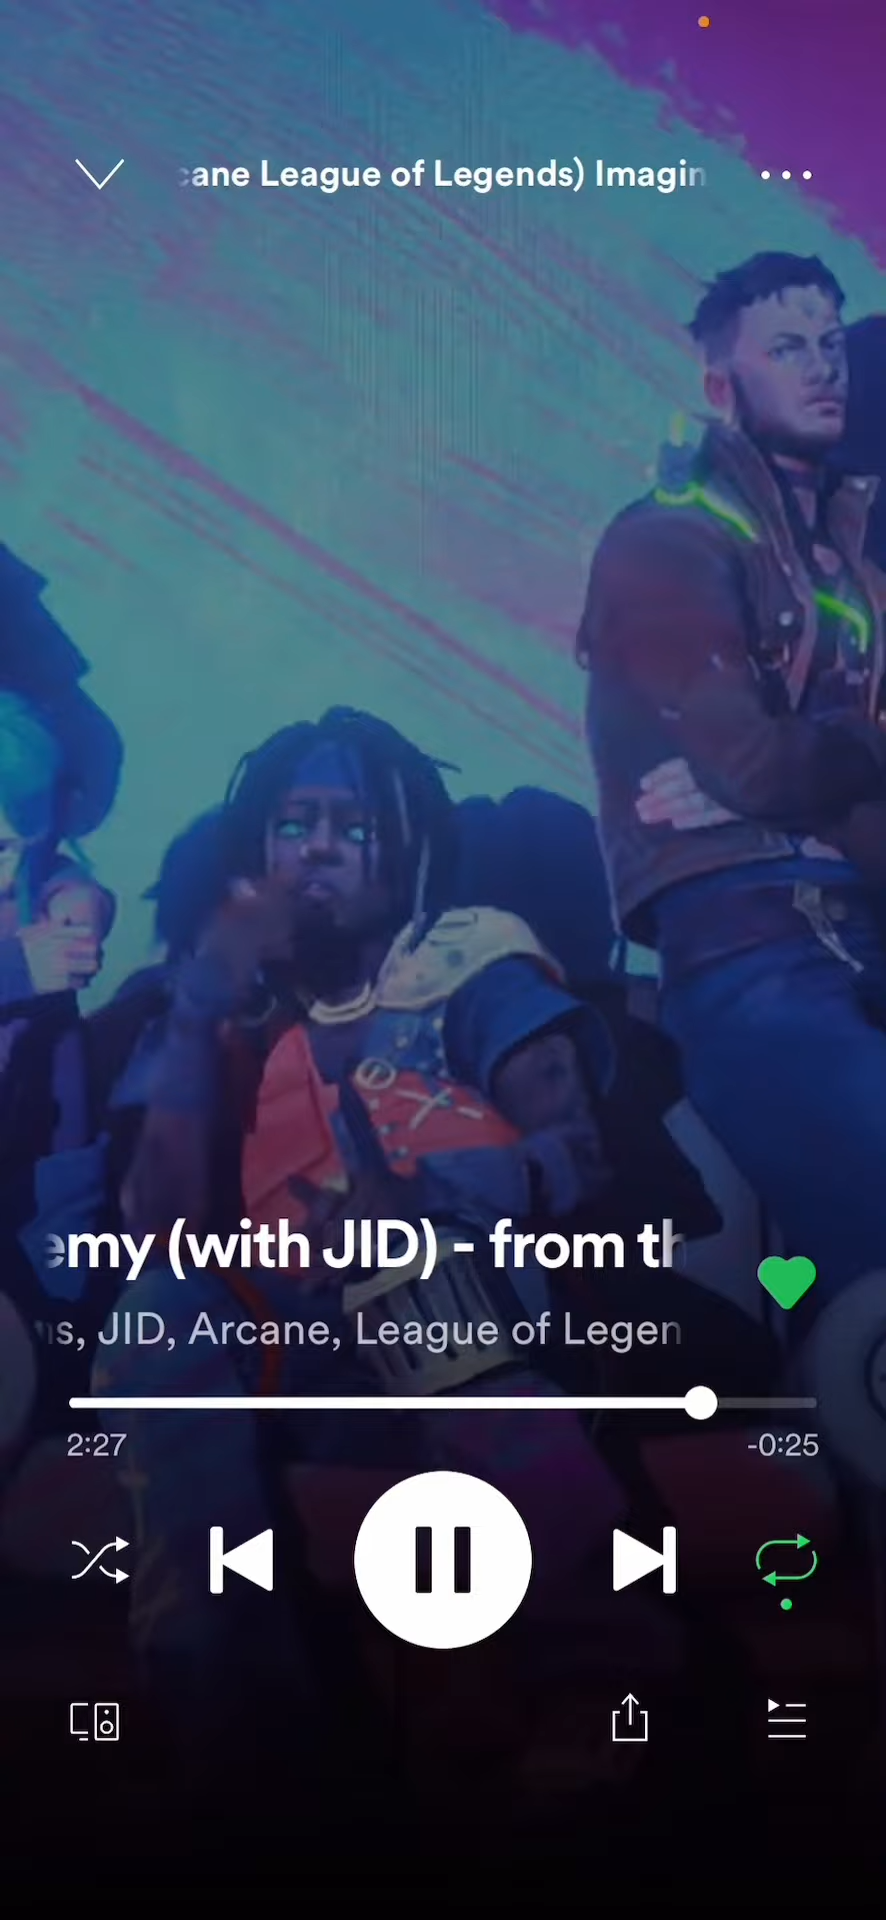 ane League of Legends) Imagin
emy (with JID) - from th
s, JID, Arcane, League of Legen
2:27
-0:25